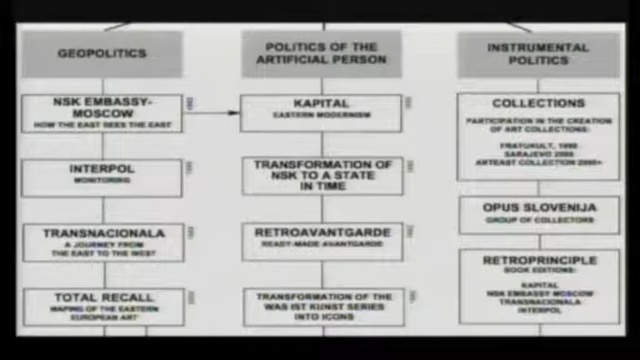 GEOPOLITICS
NSK EMBASSY-
MOSCOW
HOW THE EAST SEES THE EAST
INTERPOL
MONITORING
TRANSNACIONALA
A JOURNEY FROM
THE EAST TO THE WEST
TOTAL RECALL
MAPING OF THE EASTERN
EUROPEAN ART
POLITICS OF THE
ARTIFICIAL PERSON
KAPITAL
EASTERN MODERNISM
TRANSFORMATION OF
NSK TO A STATE
IN TIME
RETROAVANTGARDE
READY-MADE AVANTGARDE
TRANSFORMATION OF THE
WAS IST KUNST SERIES
INTO ICONS
INSTRUMENTAL
POLITICS
COLLECTIONS
PARTICIPATION IN THE CREATION
OF ART COLLECTIONS:
SARAJEVO 2000
ARTEAST COLLECTION 2000+
OPUS SLOVENIJA
GROUP OF COLLECTORS
RETROPRINCIPLE
BOOK EDITIONS:
KAPITAL
NSK EMBASSY MOSCOW
TRANSNACIONALA
INTERPOL